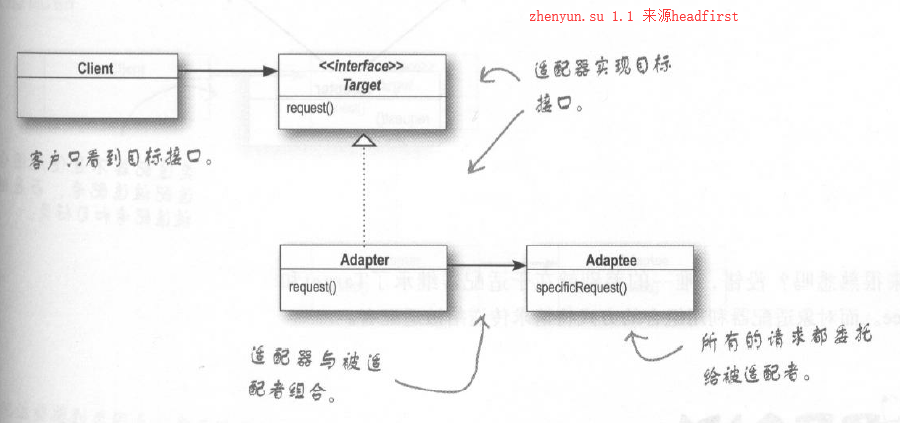 zhenyun.su 1.1 来源headfirst
Client
<<interface>>
Target
request()
适配器实现目标
接口。
客户只看到目标接口。
Adapter
request()
Adaptee
specificRequest()
适配器与被适
配者组合。
所有的请求都委托
给被适配者。